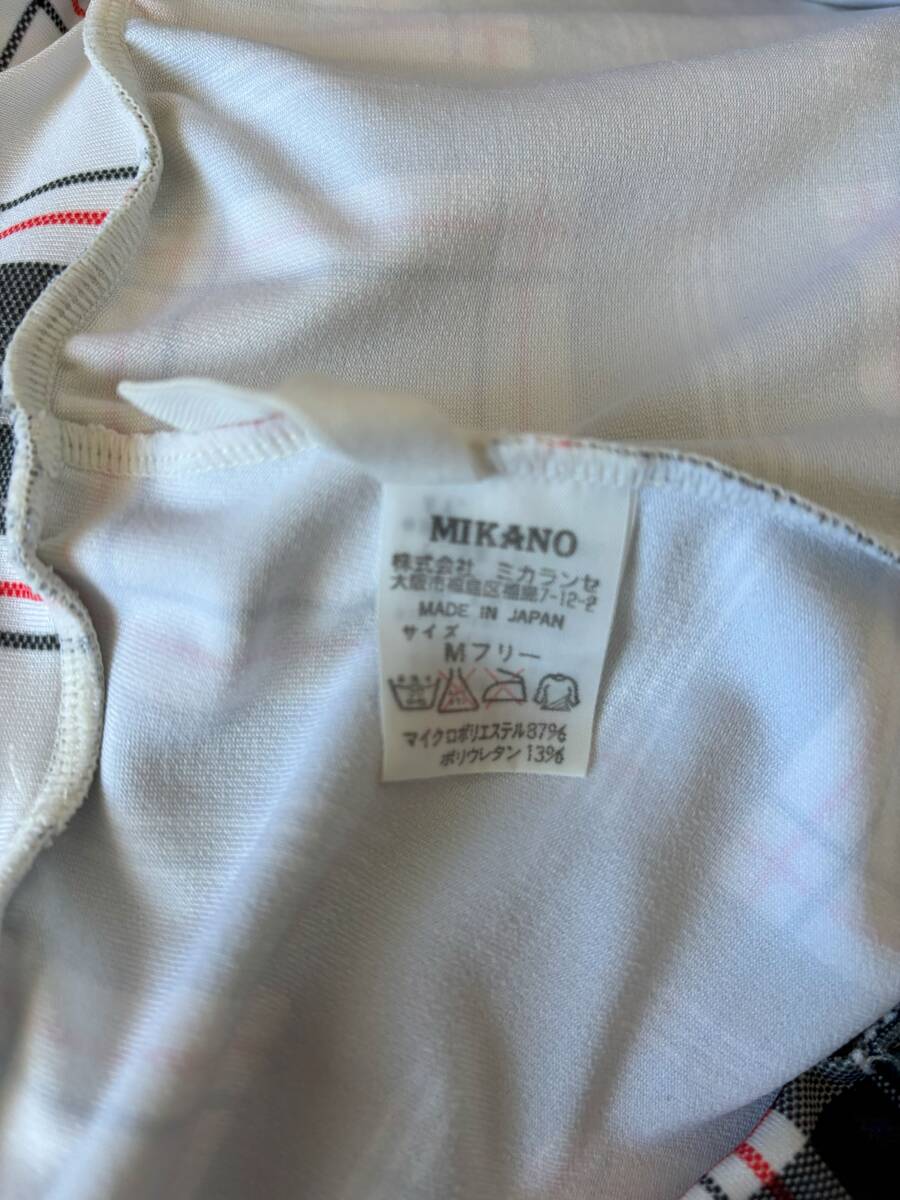 MIKANO
株式会社 ミカランセ
大阪市福島区福島7-12-2
MADE IN JAPAN
サイズ
Mフリー
マイクロポリエステル87%
ポリウレタン13%